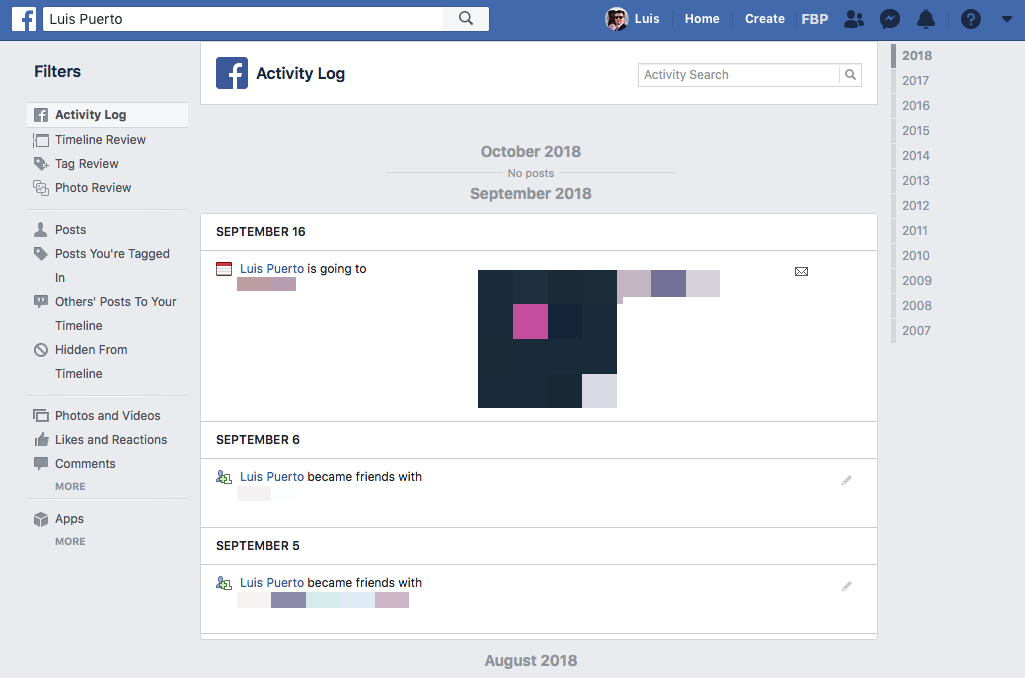 Luis Puerto
Luis
Home
Create
FBP
Filters
Activity Log
Timeline Review
Tag Review
Photo Review
Posts
Posts You're Tagged
In
Others' Posts To Your
Timeline
Hidden From
Timeline
Photos and Videos
Likes and Reactions
Comments
MORE
Apps
MORE
Activity Log
Activity Search
October 2018
No posts
September 2018
SEPTEMBER 16
Luis Puerto is going to
SEPTEMBER 6
Luis Puerto became friends with
SEPTEMBER 5
Luis Puerto became friends with
August 2018
2018
2017
2016
2015
2014
2013
2012
2011
2010
2009
2008
2007